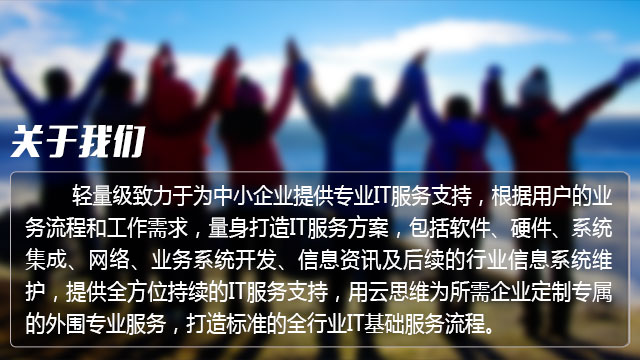 关于我们
轻量级致力于为中小企业提供专业IT服务支持，根据用户的业
务流程和工作需求，量身打造IT服务方案，包括软件、硬件、系统
集成、网络、业务系统开发、信息资讯及后续的行业信息系统维
护，提供全方位持续的IT服务支持，用云思维为所需企业定制专属
的外围专业服务，打造标准的全行业IT基础服务流程。